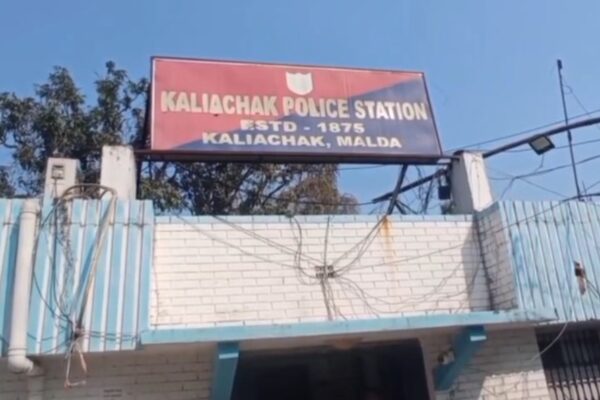 KALIACHAK POLICE STATION
ESTD - 1875
KALIACHAK, MALDA